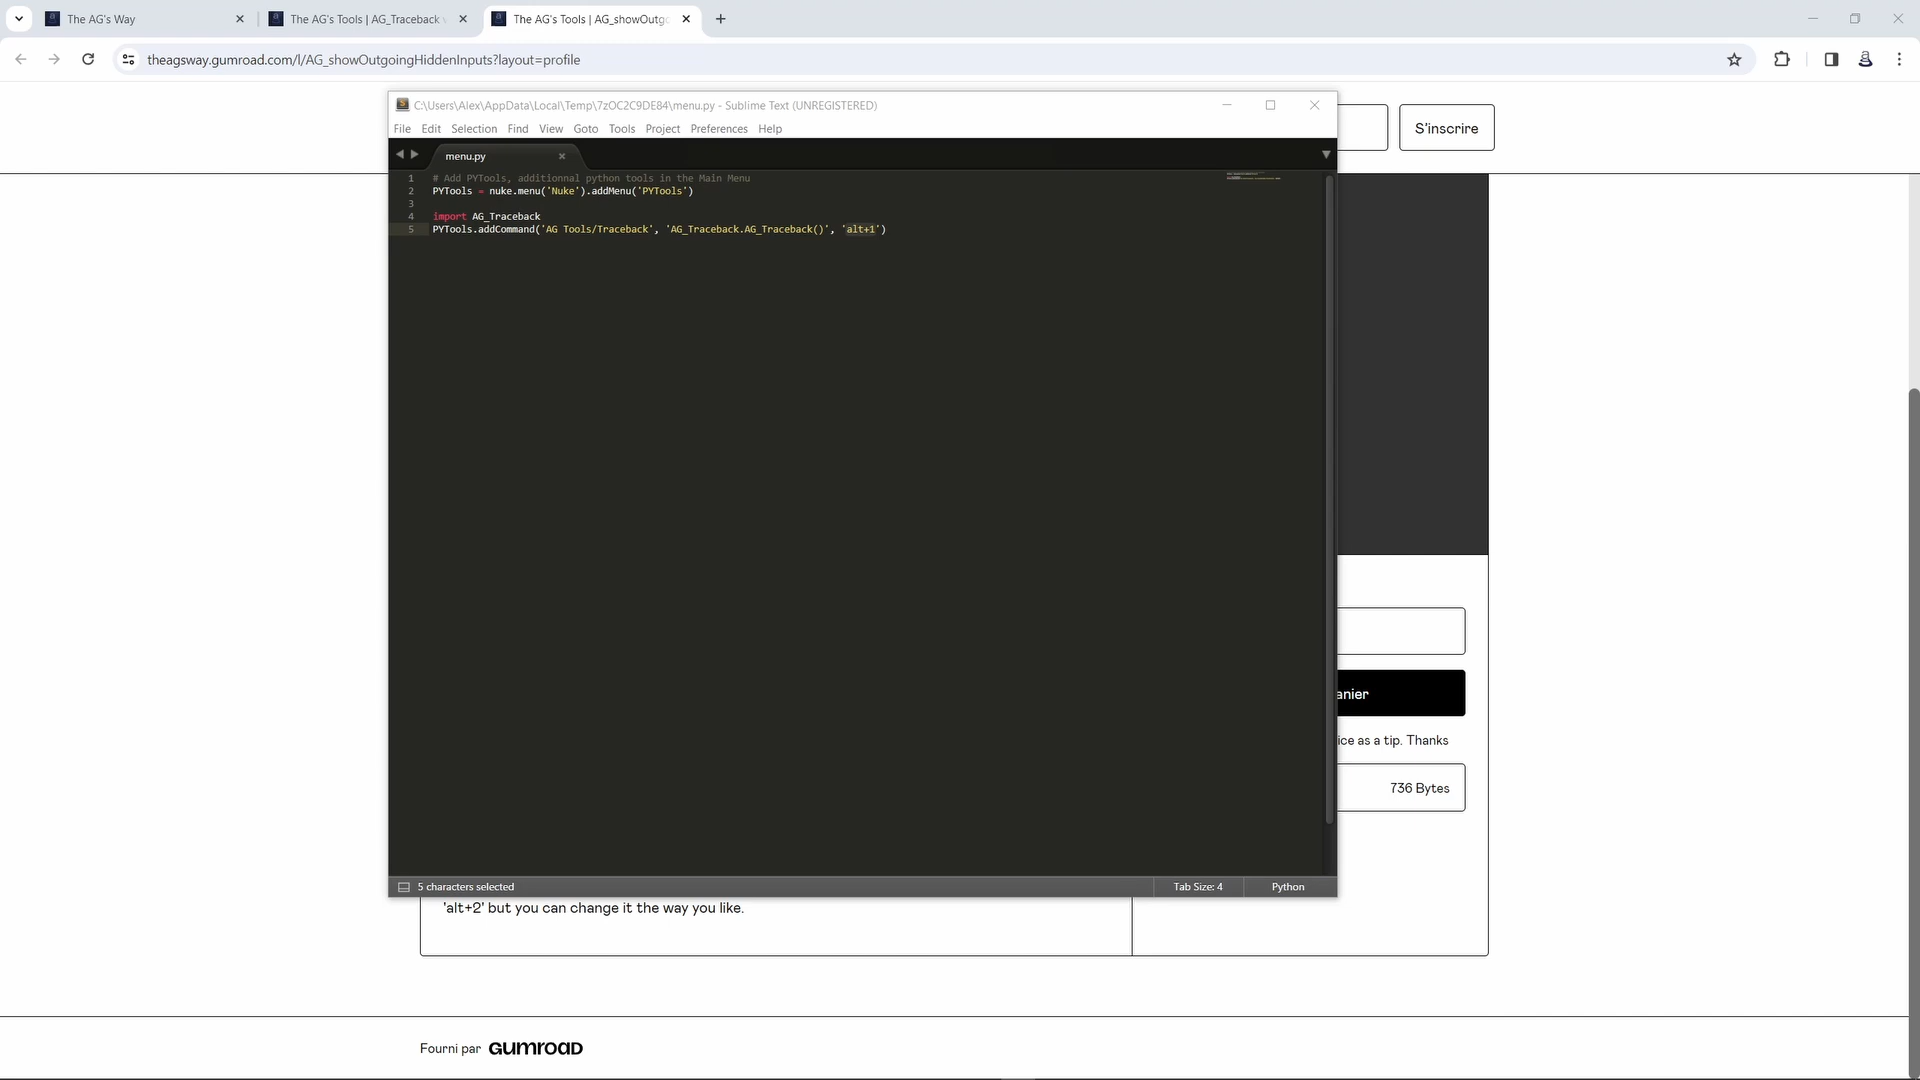 The AG's Way
The AG's Tools | AG_Traceback
The AG's Tools | AG_showOutgo
theagsway.gumroad.com/l/AG_showOutgoingHiddenInputs?layout=profile
C:\Users\Alex\AppData\Local\Temp\7zOC2C9DE84\menu.py - Sublime Text (UNREGISTERED)
File Edit Selection Find View Goto Tools Project Preferences Help
S'inscrire
menu.py
1 # Add PYTools, additionnal python tools in the Main Menu
2 PYTools = nuke.menu('Nuke').addMenu('PYTools')
3
4 import AG_Traceback
5 PYTools.addCommand('AG Tools/Traceback', 'AG_Traceback.AG_Traceback()', 'alt+1')
anier
ice as a tip. Thanks
736 Bytes
5 characters selected
Tab Size: 4
Python
'alt+2' but you can change it the way you like.
Fourni par GUMROAD